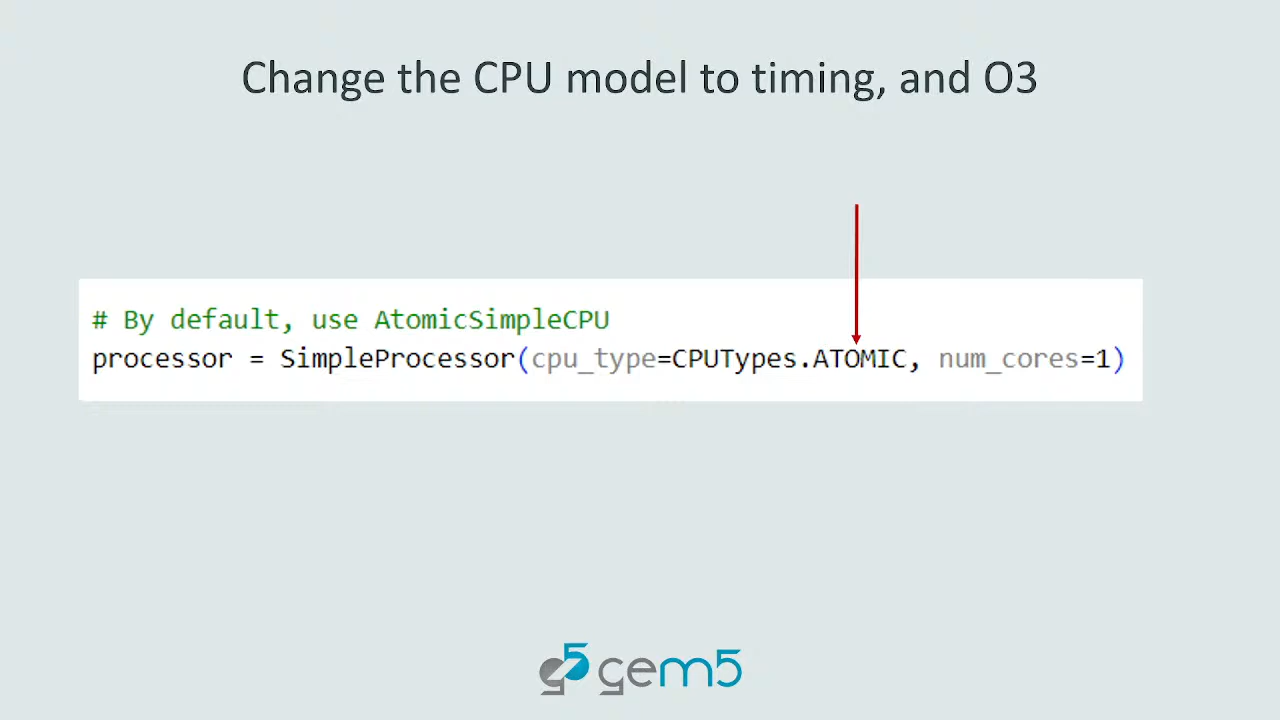 Change the CPU model to timing, and O3
# By default, use AtomicSimpleCPU
processor = SimpleProcessor(cpu_type=CPUTypes.ATOMIC, num_cores=1)
g5 gem5